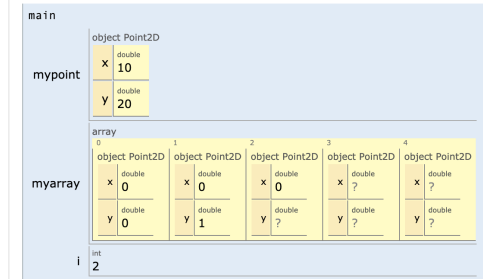 main
object Point2D
double
x 10
double
y 20
mypoint
array
0 1 2 3 4
object Point2D object Point2D object Point2D object Point2D object Point2D
double double double double double
x 0 x 0 x 0 x ? x ?
myarray
double double double double double
y 0 y 1 y ? y ? y ?
int
i 2